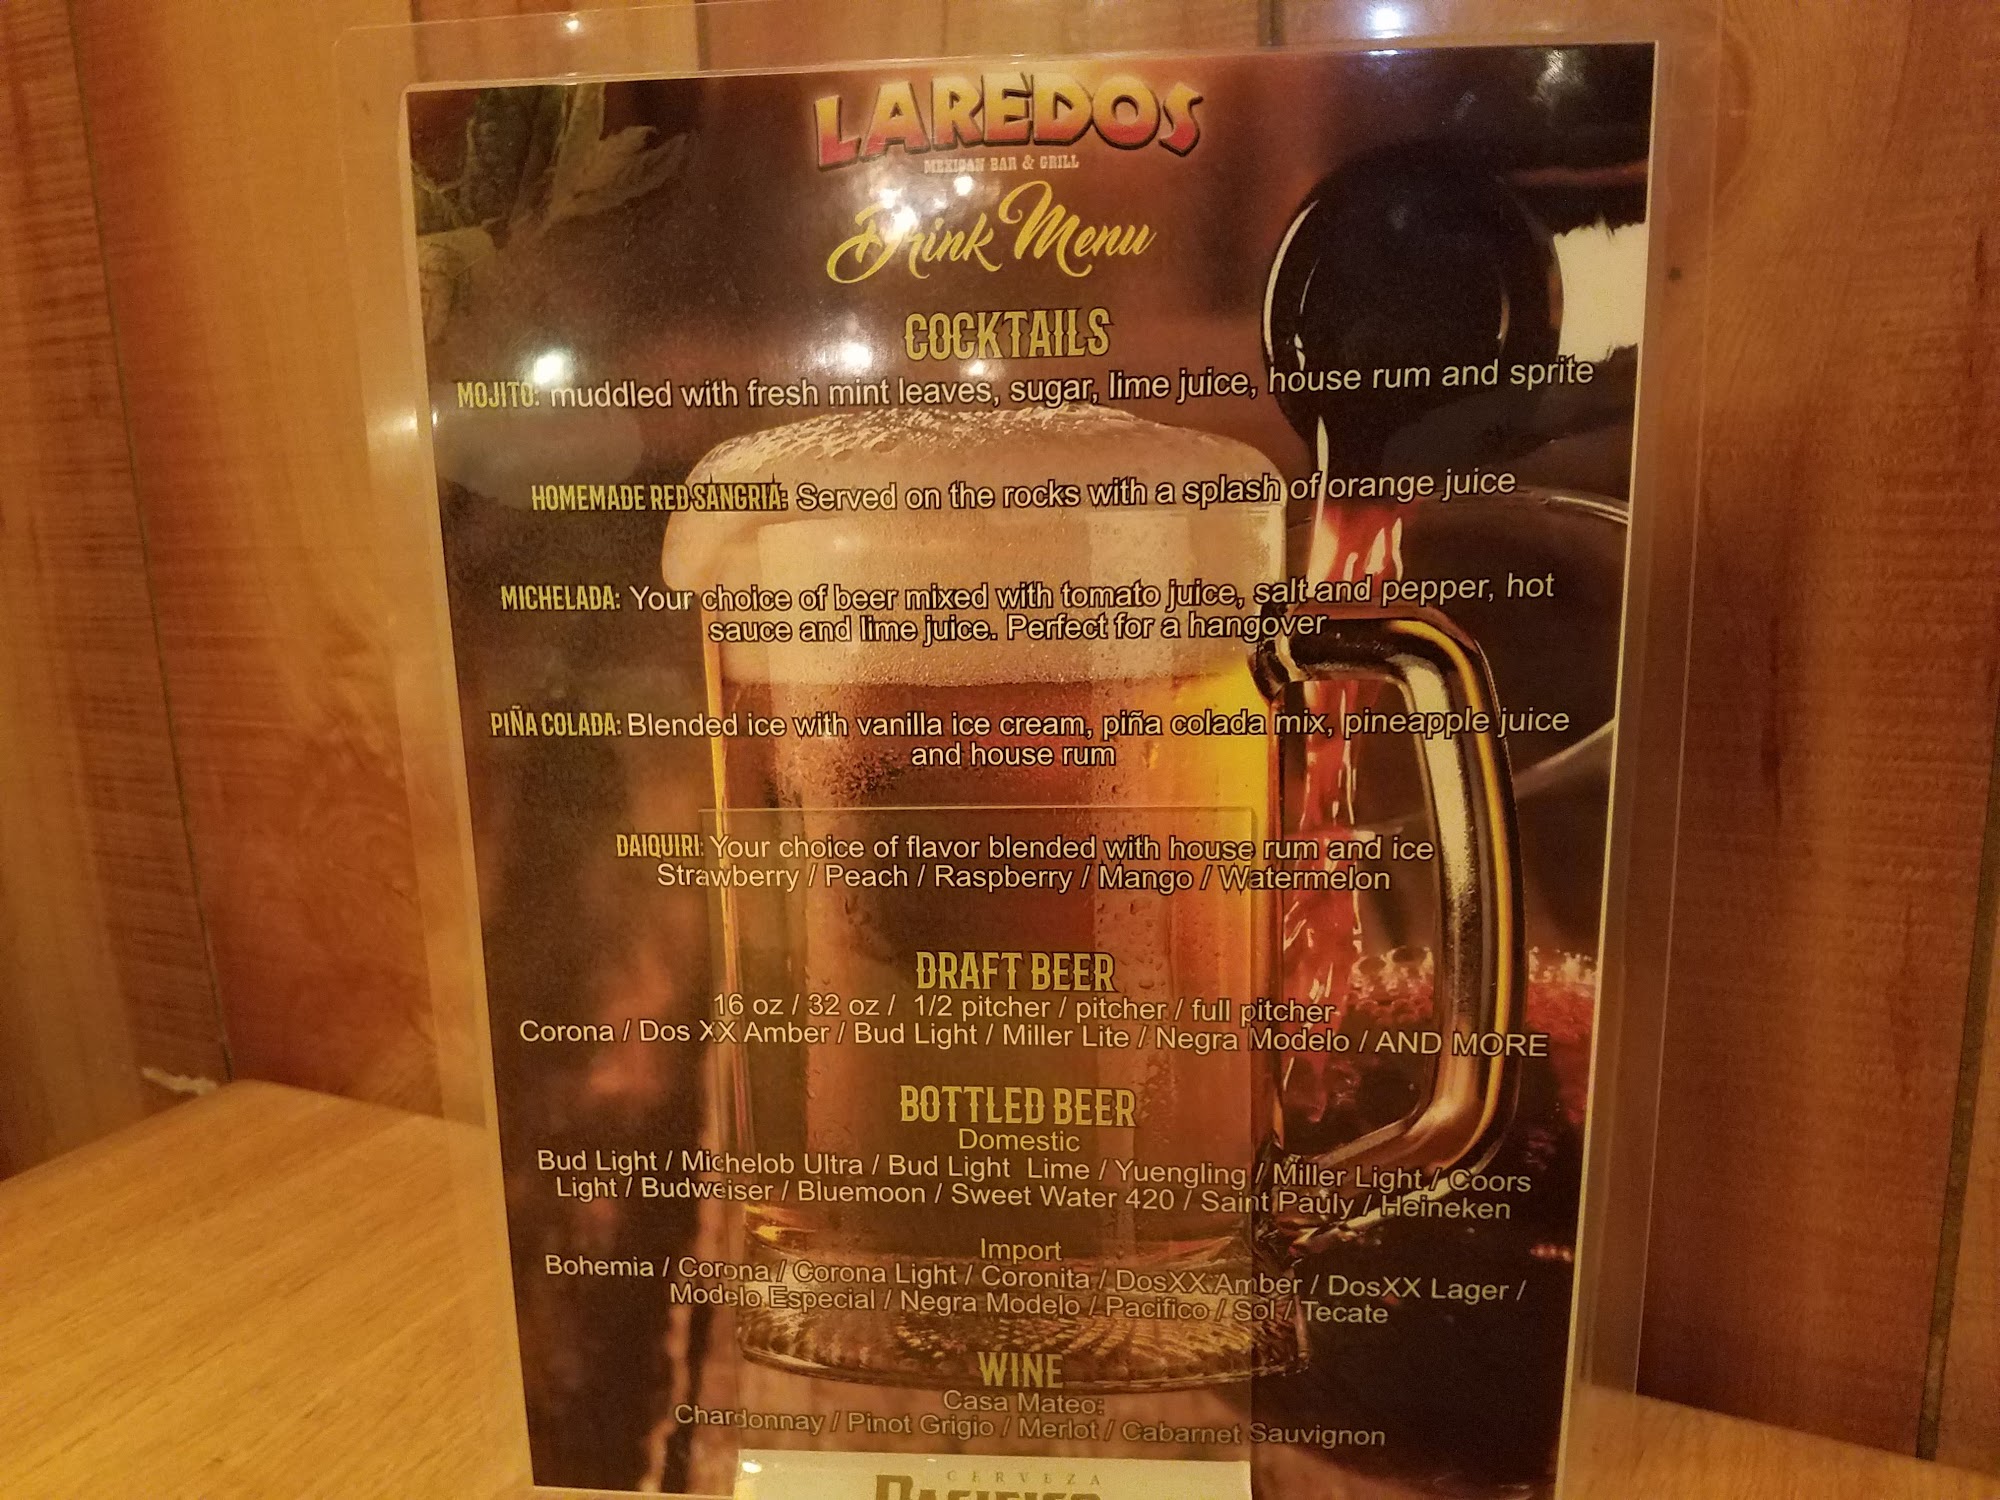 LAREDOS
MEXICAN BAR & GRILL
Drink Menu
COCKTAILS
MOJITO: muddled with fresh mint leaves, sugar, lime juice, house rum and sprite
HOMEMADE RED SANGRIA: Served on the rocks with a splash of orange juice
MICHELADA: Your choice of beer mixed with tomato juice, salt and pepper, hot
sauce and lime juice. Perfect for a hangover
PIÑA COLADA: Blended ice with vanilla ice cream, piña colada mix, pineapple juice
and house rum
DAIQUIRI: Your choice of flavor blended with house rum and ice
Strawberry / Peach / Raspberry / Mango / Watermelon
DRAFT BEER
16 oz / 32 oz / 1/2 pitcher / pitcher / full pitcher
Corona / Dos XX Amber / Bud Light / Miller Lite / Negra Modelo / AND MORE
BOTTLED BEER
Domestic
Bud Light / Michelob Ultra / Bud Light Lime / Yuengling / Miller Light / Coors
Light / Budweiser / Bluemoon / Sweet Water 420 / Saint Pauly / Heineken
Import
Bohemia / Corona / Corona Light / Coronita / DosXX Amber / DosXX Lager /
Modelo Especial / Negra Modelo / Pacifico / Sol / Tecate
WINE
Casa Mateo:
Chardonnay / Pinot Grigio / Merlot / Cabarnet Sauvignon
CERVEZA
PACIFICO